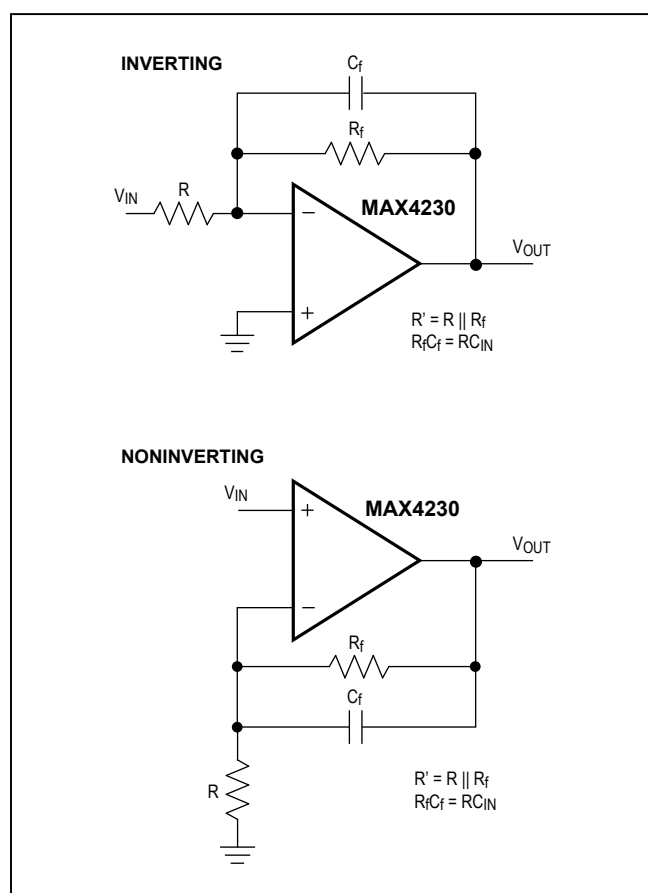 INVERTING
Cf
Rf
VIN
R
−
MAX4230
VOUT
+
R' = R || Rf
RfCf = RCIN
NONINVERTING
VIN
+
MAX4230
VOUT
−
Rf
Cf
R
R' = R || Rf
RfCf = RCIN